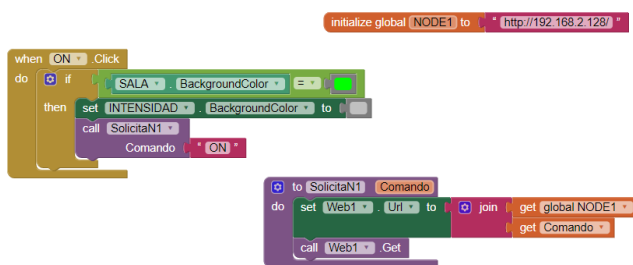 initialize global NODE1 to " http://192.168.2.128/ "
when ON .Click
do if SALA . BackgroundColor =
then set INTENSIDAD . BackgroundColor to
call SolicitaN1
Comando " ON "
to SolicitaN1 Comando
do set Web1 . Url to join get global NODE1
get Comando
call Web1 .Get